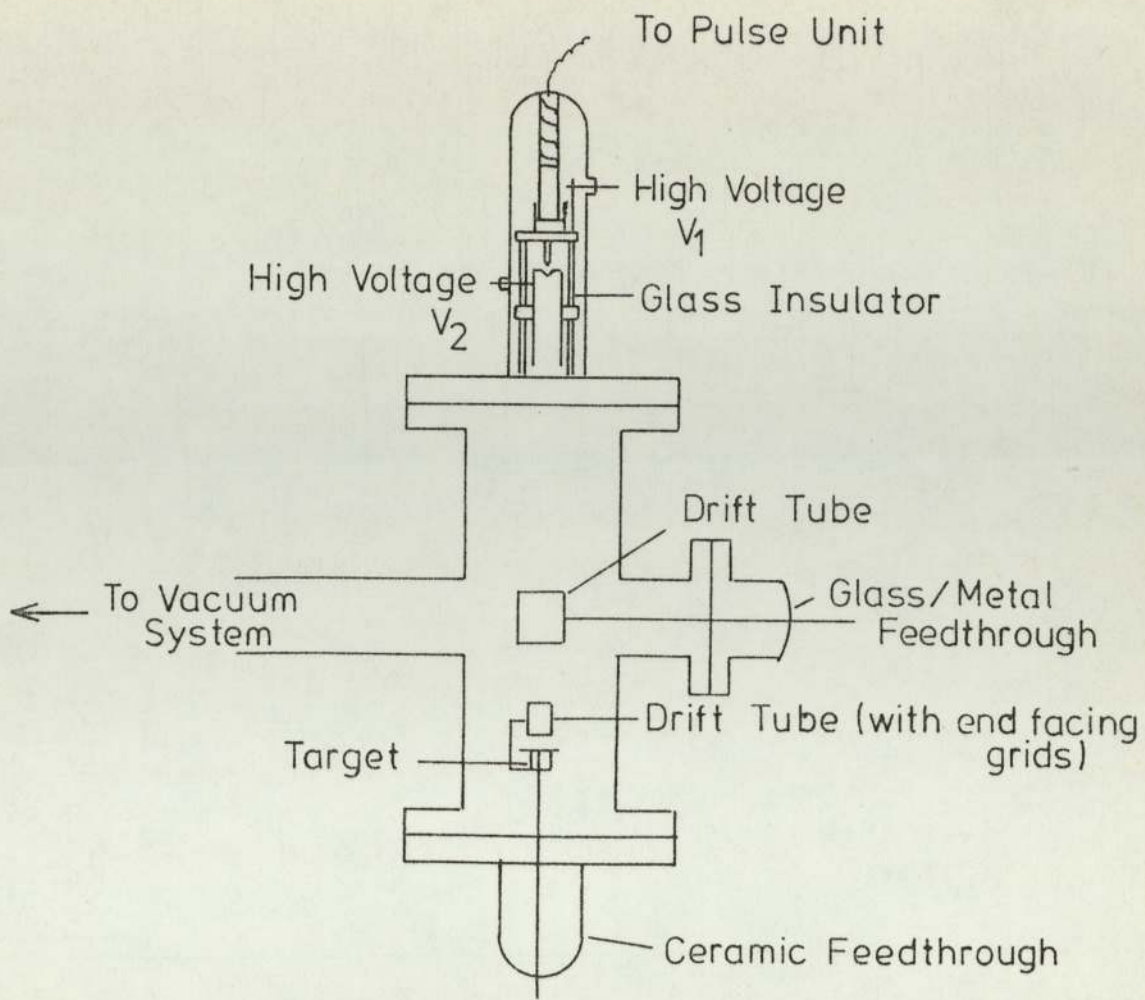 To Pulse Unit
High Voltage
V1
High Voltage
V2
Glass Insulator
Drift Tube
To Vacuum
System
Glass/Metal
Feedthrough
Drift Tube (with end facing
grids)
Target
Ceramic Feedthrough